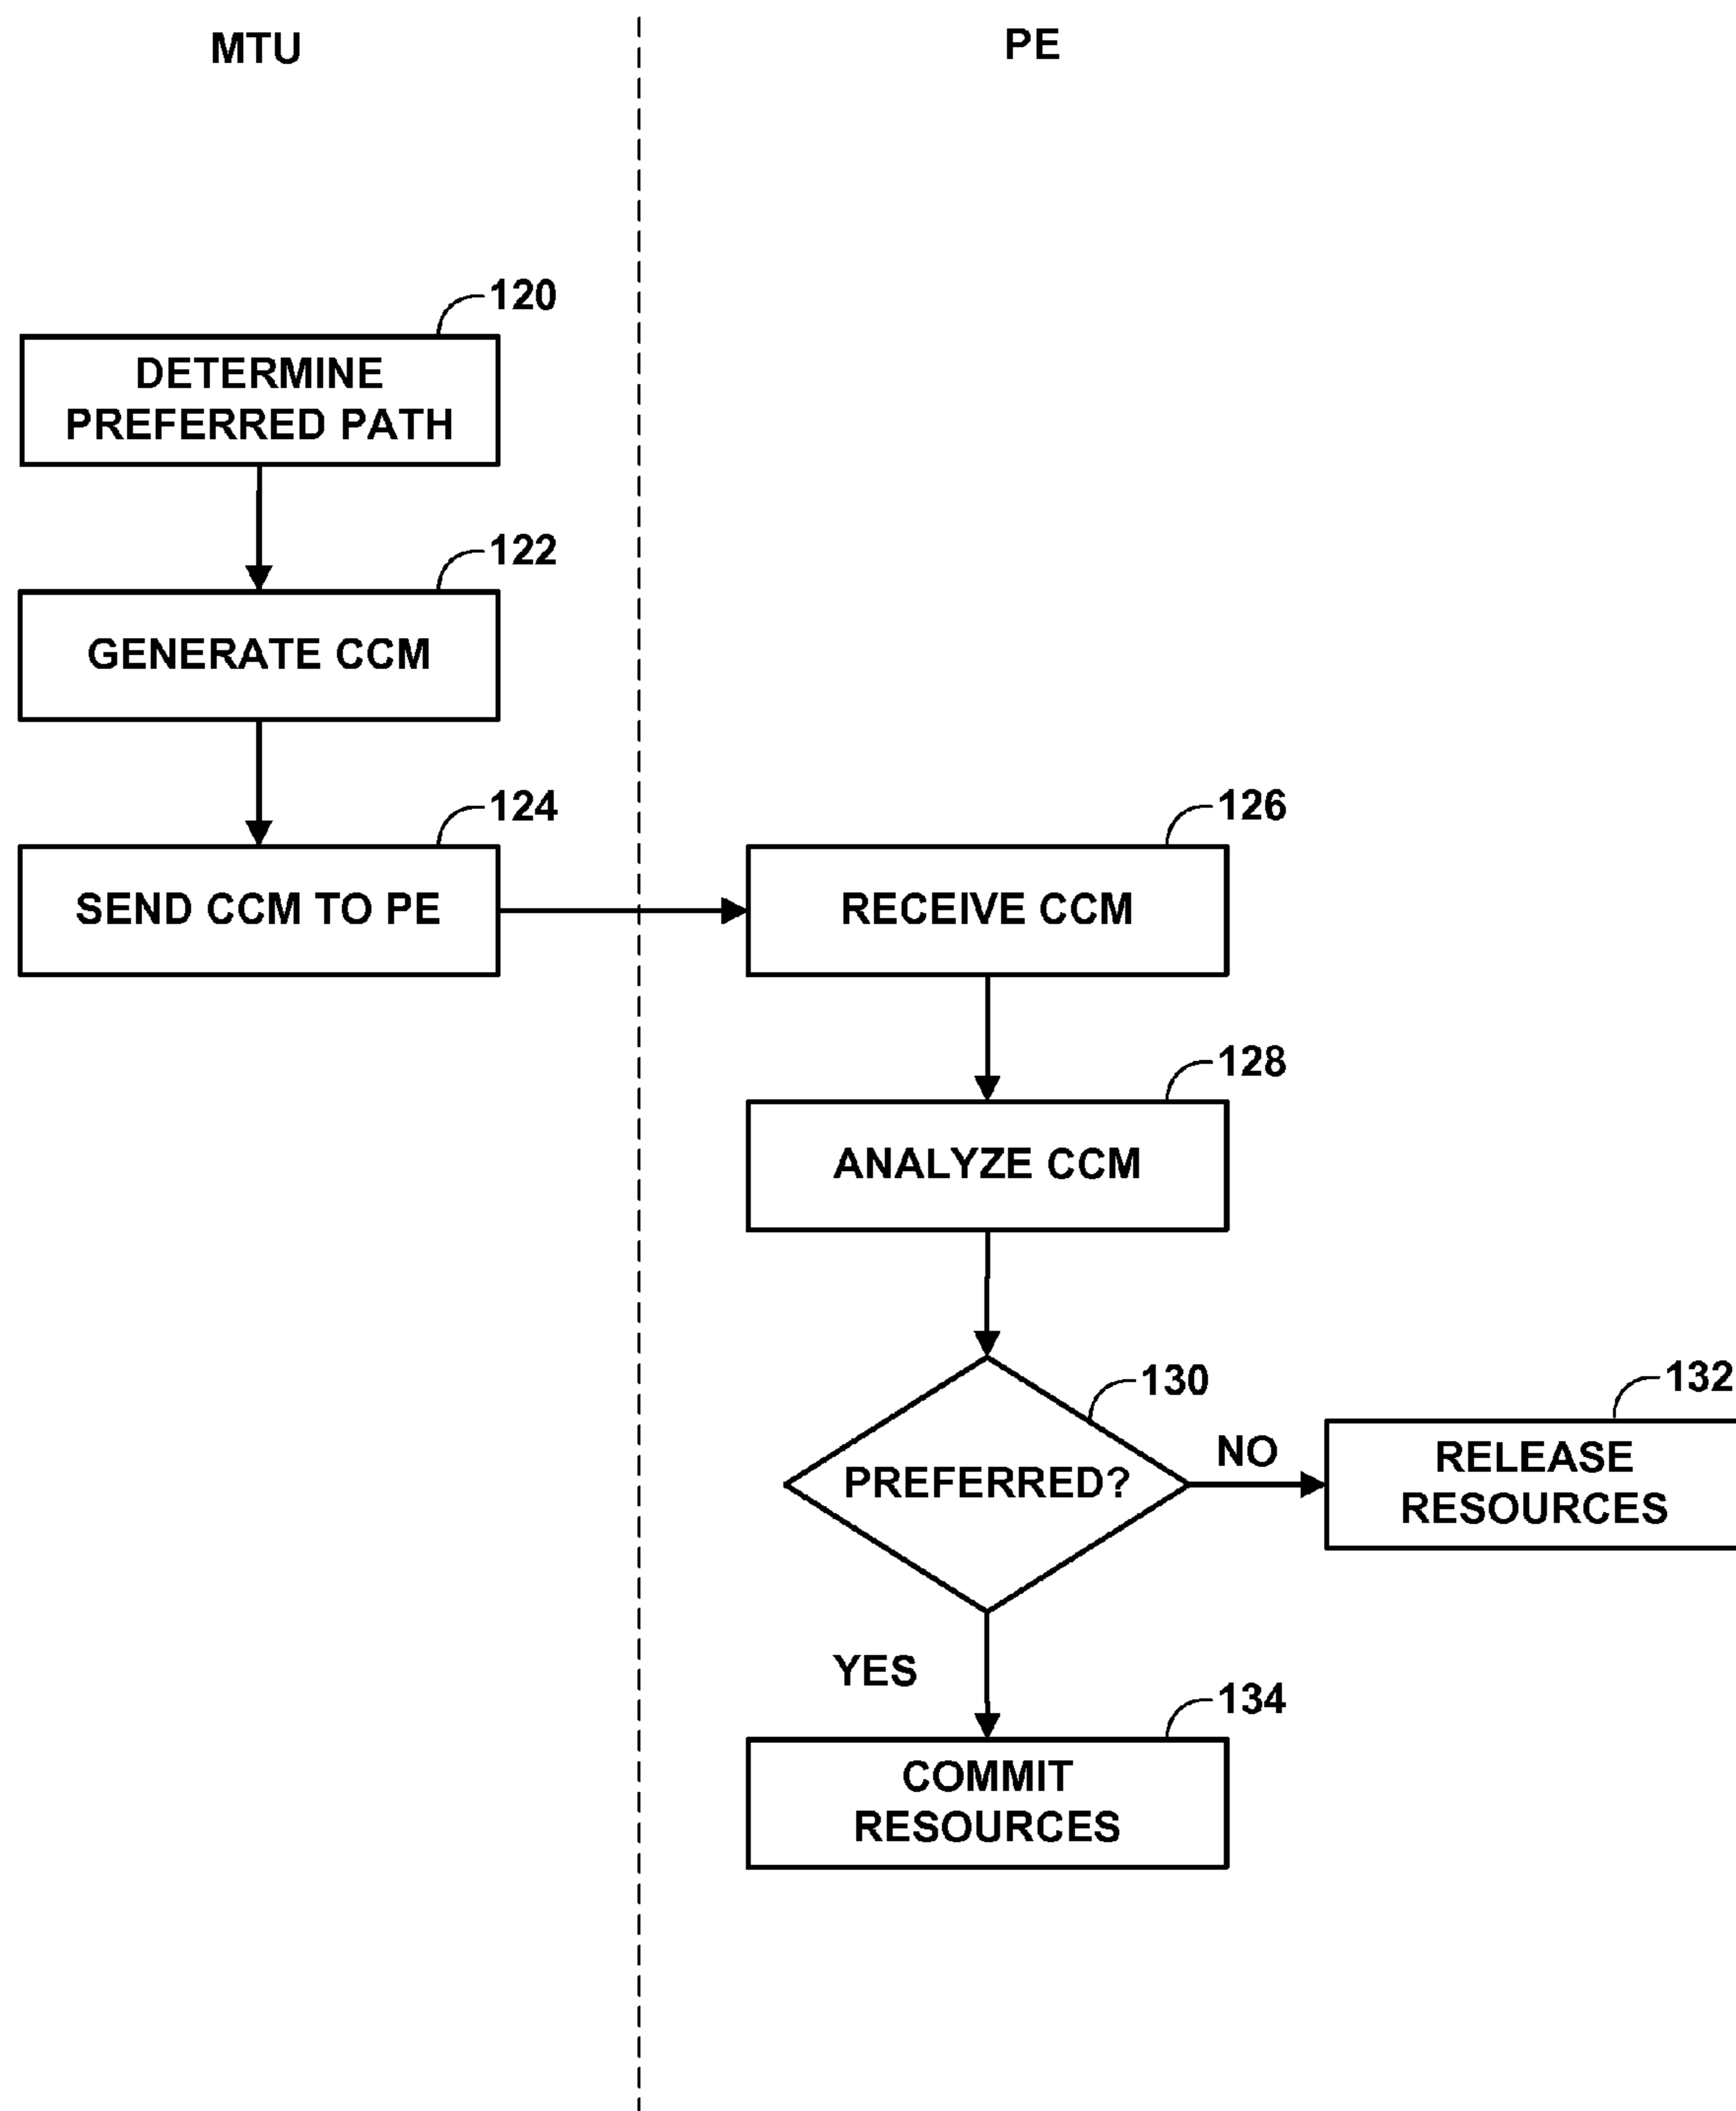 MTU
PE
120
DETERMINE
PREFERRED PATH
122
GENERATE CCM
124
SEND CCM TO PE
126
RECEIVE CCM
128
ANALYZE CCM
130
PREFERRED?
NO
132
RELEASE
RESOURCES
YES
134
COMMIT
RESOURCES